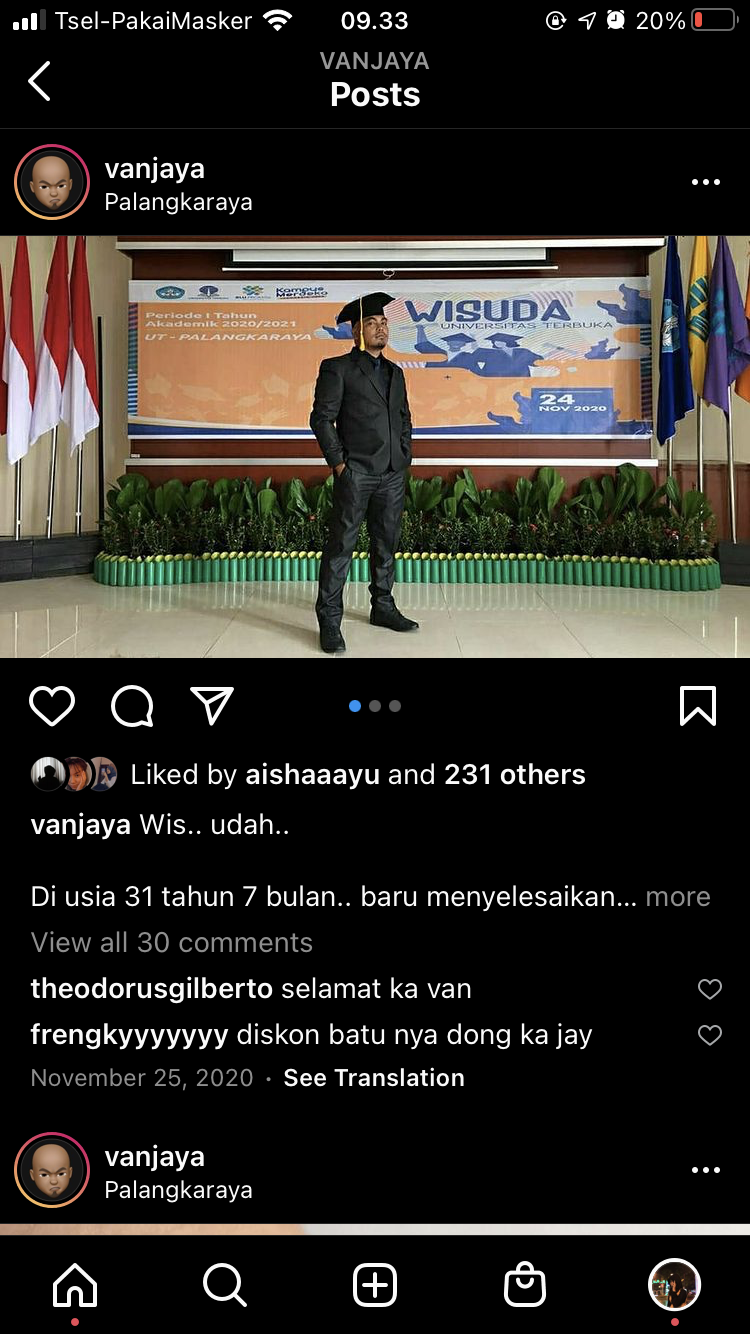 Tsel-PakaiMasker 09.33 20%
VANJAYA
Posts
vanjaya
Palangkaraya
Kampus
Merdeka
Periode I Tahun
Akademik 2020/2021
UT - PALANGKARAYA
WISUDA
UNIVERSITAS TERBUKA
24
NOV 2020
Liked by aishaaayu and 231 others
vanjaya Wis.. udah..
Di usia 31 tahun 7 bulan.. baru menyelesaikan... more
View all 30 comments
theodorusgilberto selamat ka van
frengkyyyyyyy diskon batu nya dong ka jay
November 25, 2020 · See Translation
vanjaya
Palangkaraya